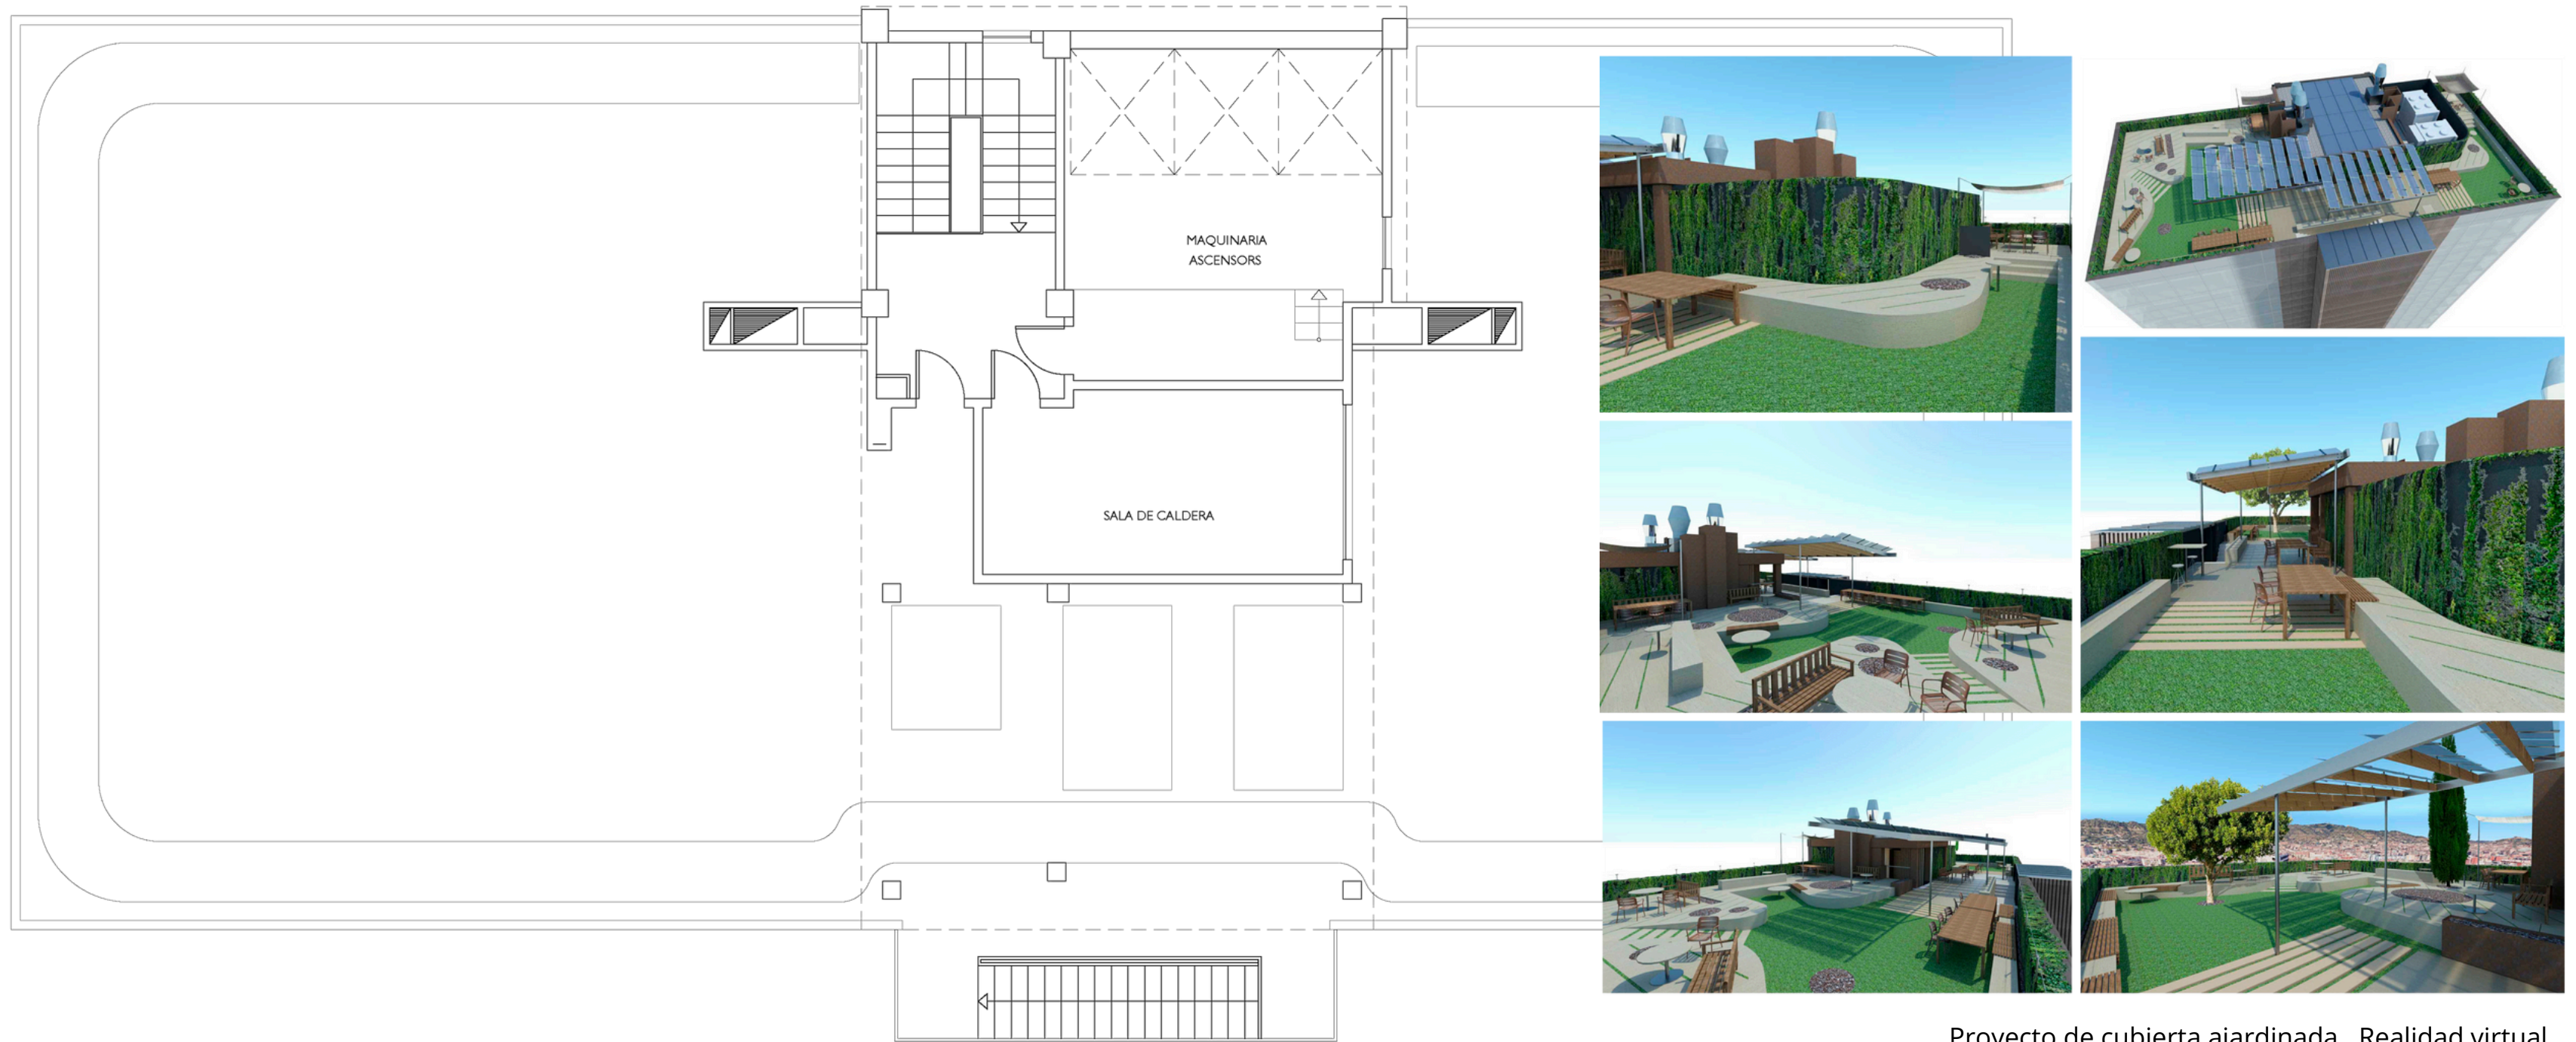 MAQUINARIA
ASCENSORS
SALA DE CALDERA
Proyecto de cubierta ajardinada Realidad virtual